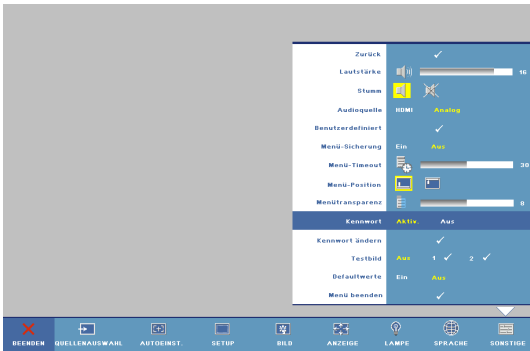 Zurück
Lautstärke 16
Stumm
Audioquelle HDMI Analog
Benutzerdefiniert
Menü-Sicherung Ein Aus
Menü-Timeout 30
Menü-Position
Menütransparenz 8
Kennwort Aktiv. Aus
Kennwort ändern
Testbild Aus 1 2
Defaultwerte Ein Aus
Menü beenden
BEENDEN QUELLENAUSWAHL AUTOEINST. SETUP BILD ANZEIGE LAMPE SPRACHE SONSTIGE